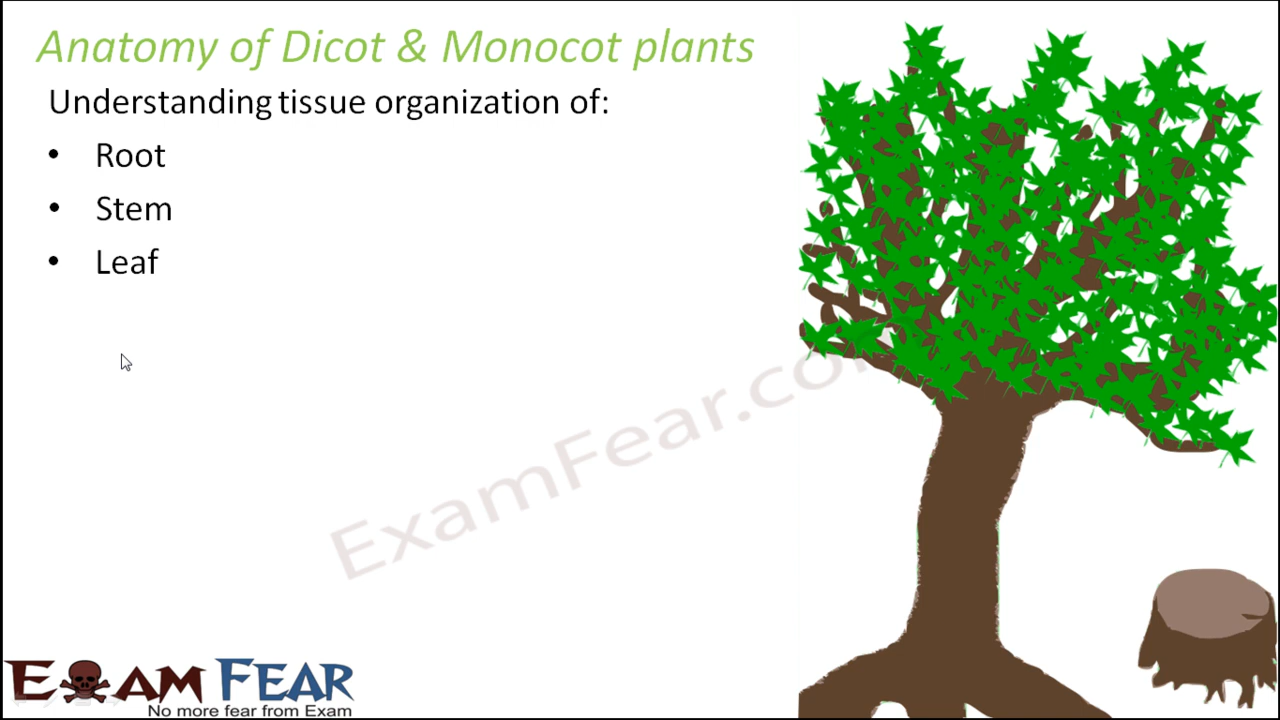 Anatomy of Dicot & Monocot plants
Understanding tissue organization of:
• Root
• Stem
• Leaf
ExamFear.com
EXAM FEAR
No more fear from Exam